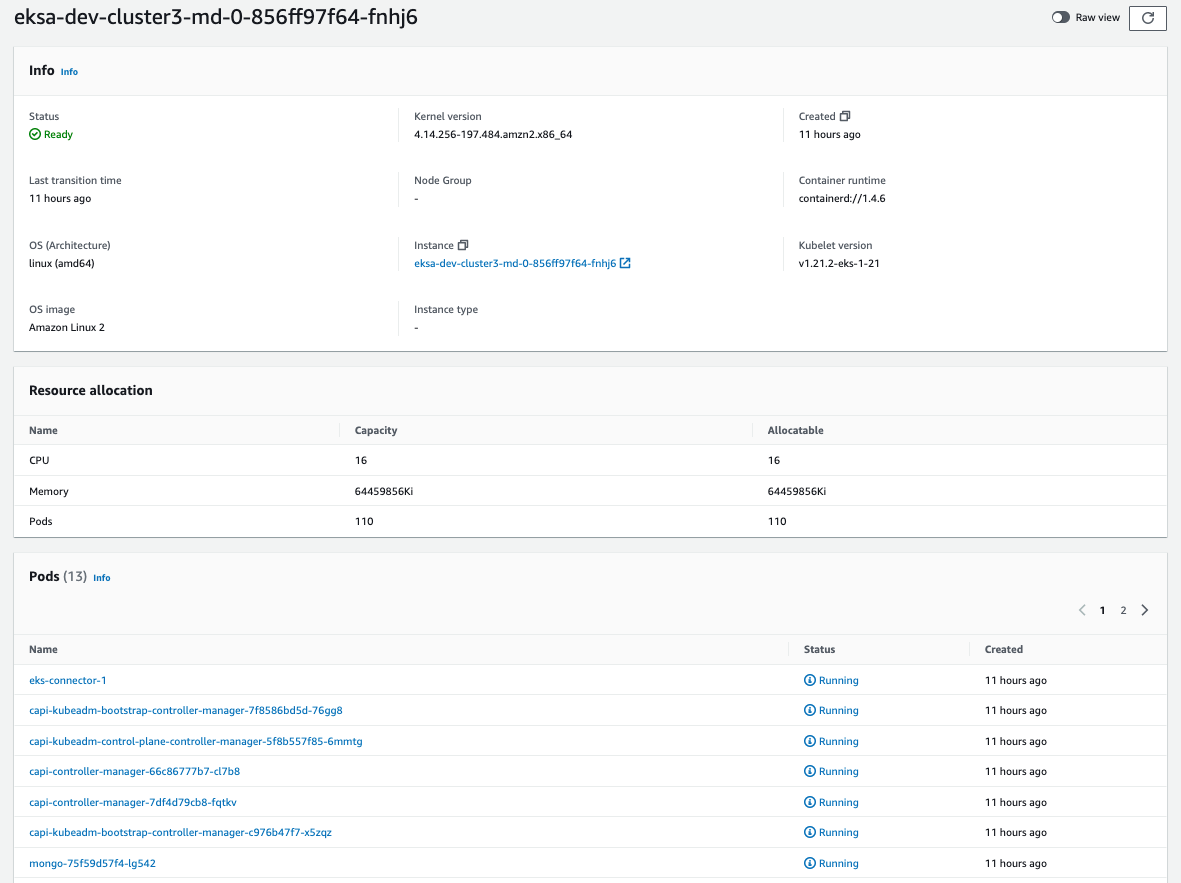 eksa-dev-cluster3-md-0-856ff97f64-fnhj6
Raw view
Info Info
Status
Ready
Kernel version
4.14.256-197.484.amzn2.x86_64
Created
11 hours ago
Last transition time
11 hours ago
Node Group
-
Container runtime
containerd://1.4.6
OS (Architecture)
linux (amd64)
Instance
eksa-dev-cluster3-md-0-856ff97f64-fnhj6
Kubelet version
v1.21.2-eks-1-21
OS image
Amazon Linux 2
Instance type
-
Resource allocation
Name Capacity Allocatable
CPU 16 16
Memory 64459856Ki 64459856Ki
Pods 110 110
Pods (13) Info
1 2
Name Status Created
eks-connector-1 Running 11 hours ago
capi-kubeadm-bootstrap-controller-manager-7f8586bd5d-76gg8 Running 11 hours ago
capi-kubeadm-control-plane-controller-manager-5f8b557f85-6mmtg Running 11 hours ago
capi-controller-manager-66c86777b7-cl7b8 Running 11 hours ago
capi-controller-manager-7df4d79cb8-fqtkv Running 11 hours ago
capi-kubeadm-bootstrap-controller-manager-c976b47f7-x5zqz Running 11 hours ago
mongo-75f59d57f4-lg542 Running 11 hours ago